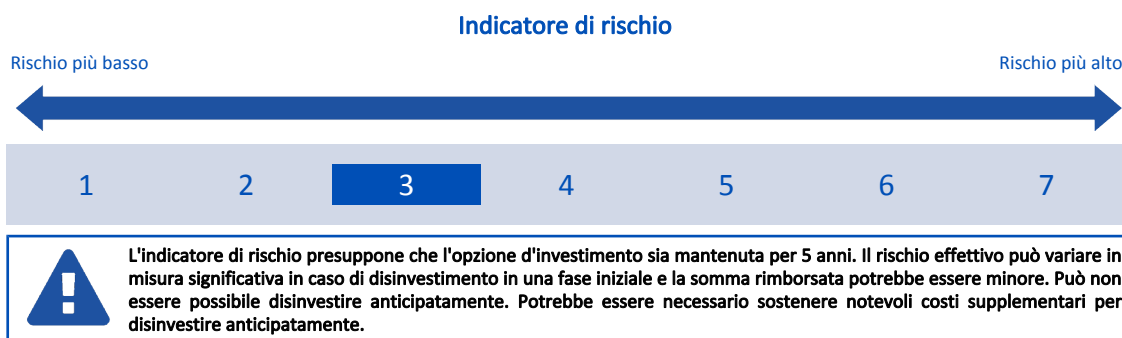 Indicatore di rischio
Rischio più basso
Rischio più alto
1 2 3 4 5 6 7
L'indicatore di rischio presuppone che l'opzione d'investimento sia mantenuta per 5 anni. Il rischio effettivo può variare in
misura significativa in caso di disinvestimento in una fase iniziale e la somma rimborsata potrebbe essere minore. Può non
essere possibile disinvestire anticipatamente. Potrebbe essere necessario sostenere notevoli costi supplementari per
disinvestire anticipatamente.